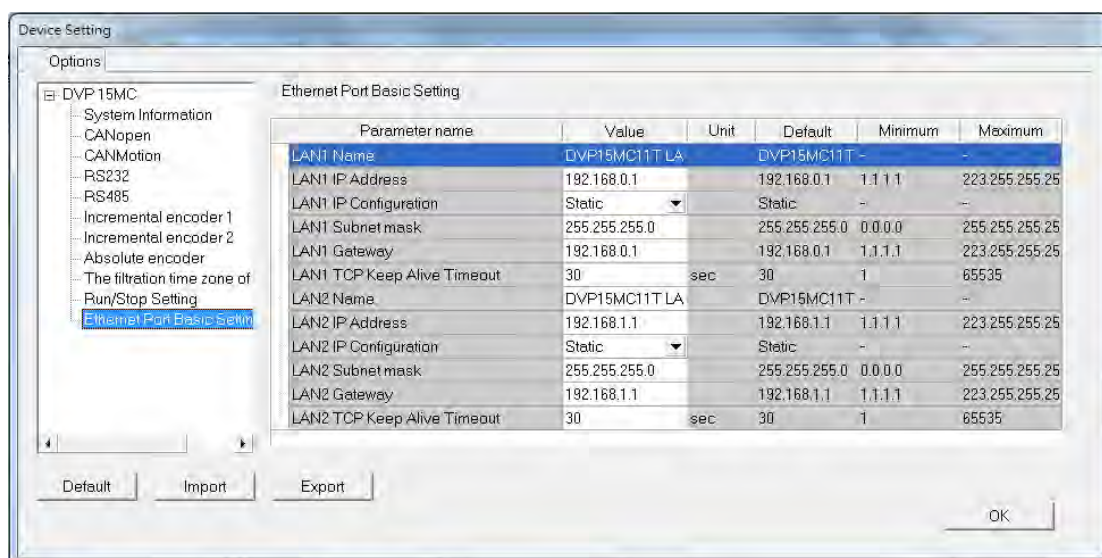 Device Setting
Options
DVP 15MC
System Information
CANopen
CANMotion
RS232
RS485
Incremental encoder 1
Incremental encoder 2
Absolute encoder
The filtration time zone of
Run/Stop Setting
Ethernet Port Basic Settin
Ethernet Port Basic Setting
Parameter name Value Unit Default Minimum Maximum
LAN1 Name DVP15MC11T LA DVP15MC11T - -
LAN1 IP Address 192.168.0.1 192.168.0.1 1.1.1.1 223.255.255.25
LAN1 IP Configuration Static Static - -
LAN1 Subnet mask 255.255.255.0 255.255.255.0 0.0.0.0 255.255.255.25
LAN1 Gateway 192.168.0.1 192.168.0.1 1.1.1.1 223.255.255.25
LAN1 TCP Keep Alive Timeout 30 sec 30 1 65535
LAN2 Name DVP15MC11T LA DVP15MC11T - -
LAN2 IP Address 192.168.1.1 192.168.1.1 1.1.1.1 223.255.255.25
LAN2 IP Configuration Static Static - -
LAN2 Subnet mask 255.255.255.0 255.255.255.0 0.0.0.0 255.255.255.25
LAN2 Gateway 192.168.1.1 192.168.1.1 1.1.1.1 223.255.255.25
LAN2 TCP Keep Alive Timeout 30 sec 30 1 65535
Default Import Export
OK